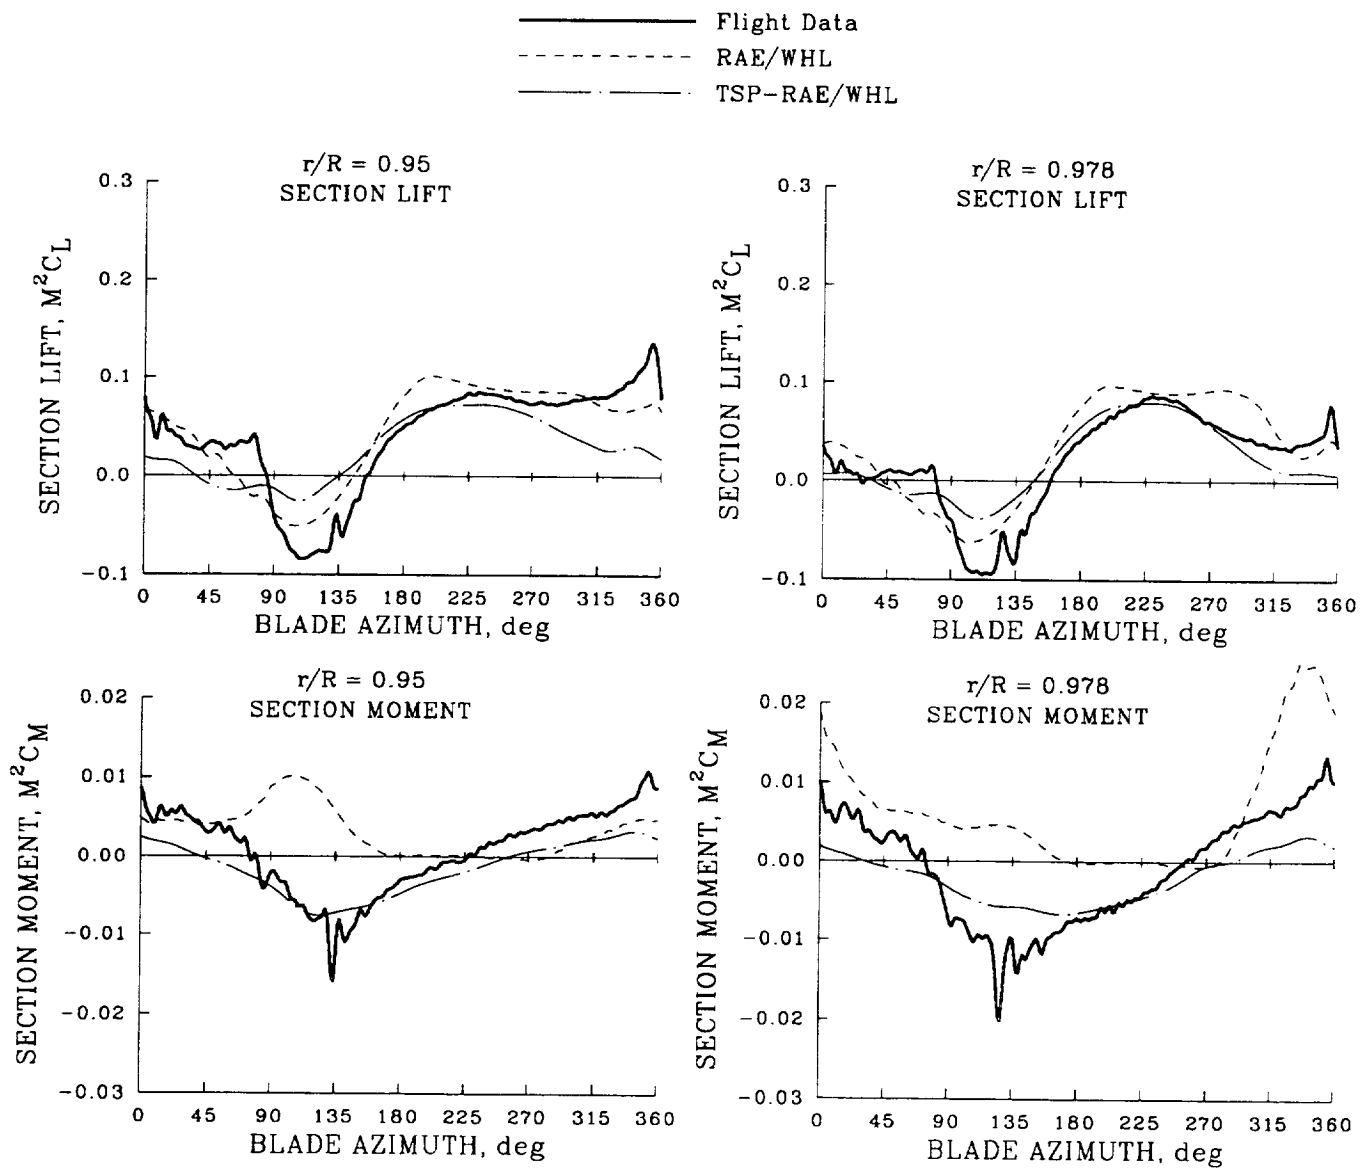 Flight Data
RAE/WHL
TSP-RAE/WHL
r/R = 0.95
SECTION LIFT
SECTION LIFT, M²C_L
0.3
0.2
0.1
0.0
-0.1
0 45 90 135 180 225 270 315 360
BLADE AZIMUTH, deg
r/R = 0.978
SECTION LIFT
SECTION LIFT, M²C_L
0.3
0.2
0.1
0.0
-0.1
0 45 90 135 180 225 270 315 360
BLADE AZIMUTH, deg
r/R = 0.95
SECTION MOMENT
SECTION MOMENT, M²C_M
0.02
0.01
0.00
-0.01
-0.02
-0.03
0 45 90 135 180 225 270 315 360
BLADE AZIMUTH, deg
r/R = 0.978
SECTION MOMENT
SECTION MOMENT, M²C_M
0.02
0.01
0.00
-0.01
-0.02
-0.03
0 45 90 135 180 225 270 315 360
BLADE AZIMUTH, deg